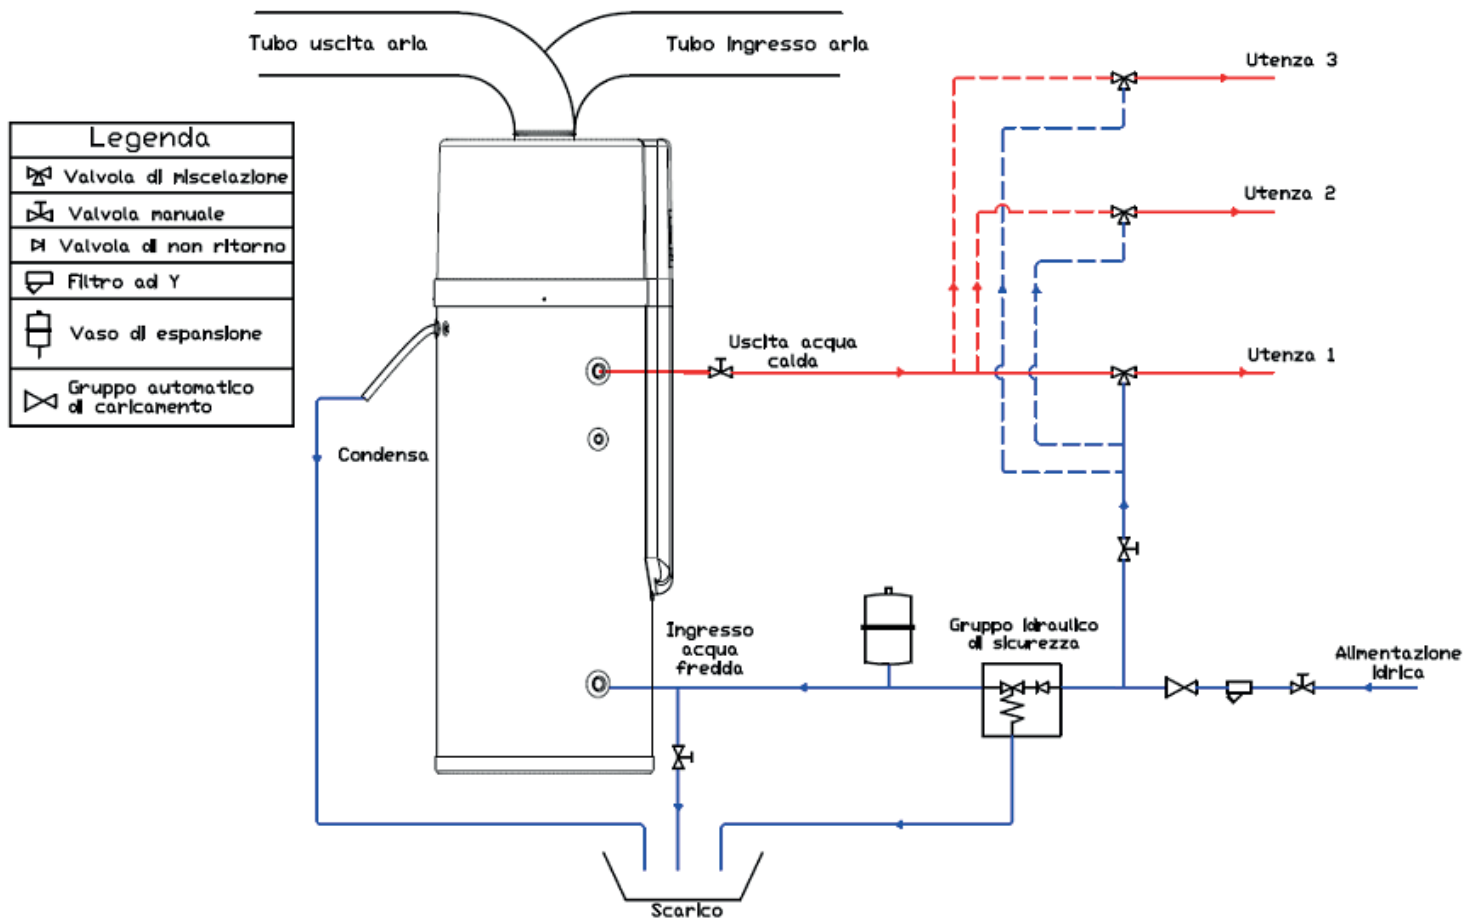 Tubo uscita aria
Tubo ingresso aria
Utenza 3
Legenda
Valvola di miscelazione
Valvola manuale
Valvola di non ritorno
Filtro ad Y
Vaso di espansione
Gruppo automatico
di caricamento
Utenza 2
Uscita acqua
calda
Utenza 1
Condensa
Ingresso
acqua
fredda
Gruppo idraulico
di sicurezza
Alimentazione
idrica
Scarico